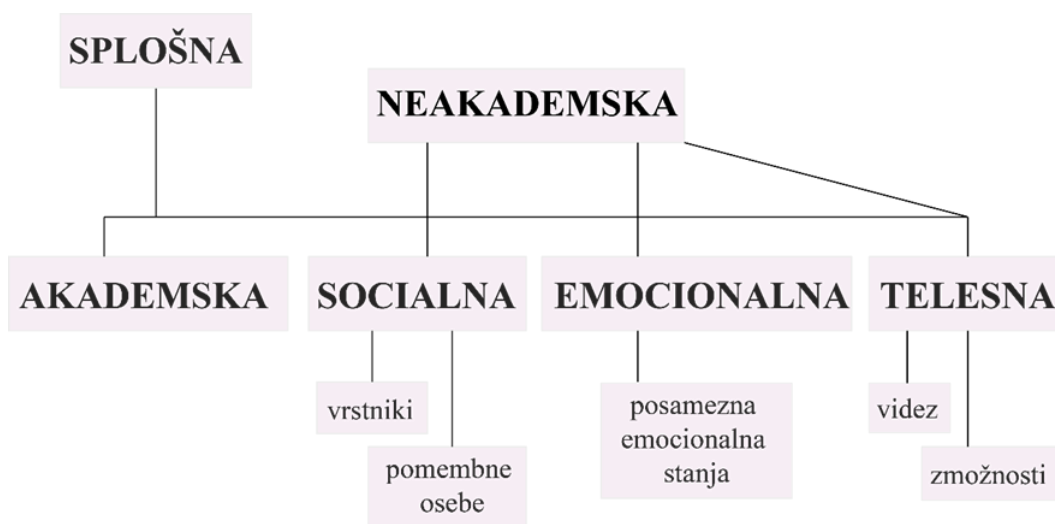 SPLOŠNA
NEAKADEMSKA
AKADEMSKA
SOCIALNA
EMOCIONALNA
TELESNA
vrstniki
pomembne
osebe
posamezna
emocionalna
stanja
videz
zmožnosti